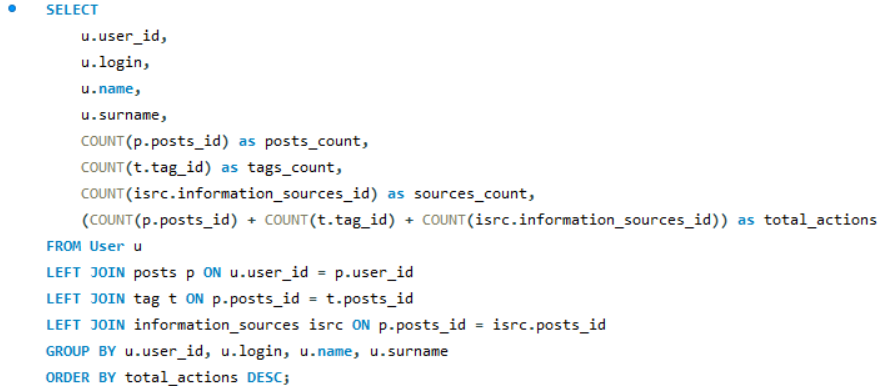 SELECT
u.user_id,
u.login,
u.name,
u.surname,
COUNT(p.posts_id) as posts_count,
COUNT(t.tag_id) as tags_count,
COUNT(isrc.information_sources_id) as sources_count,
(COUNT(p.posts_id) + COUNT(t.tag_id) + COUNT(isrc.information_sources_id)) as total_actions
FROM User u
LEFT JOIN posts p ON u.user_id = p.user_id
LEFT JOIN tag t ON p.posts_id = t.posts_id
LEFT JOIN information_sources isrc ON p.posts_id = isrc.posts_id
GROUP BY u.user_id, u.login, u.name, u.surname
ORDER BY total_actions DESC;